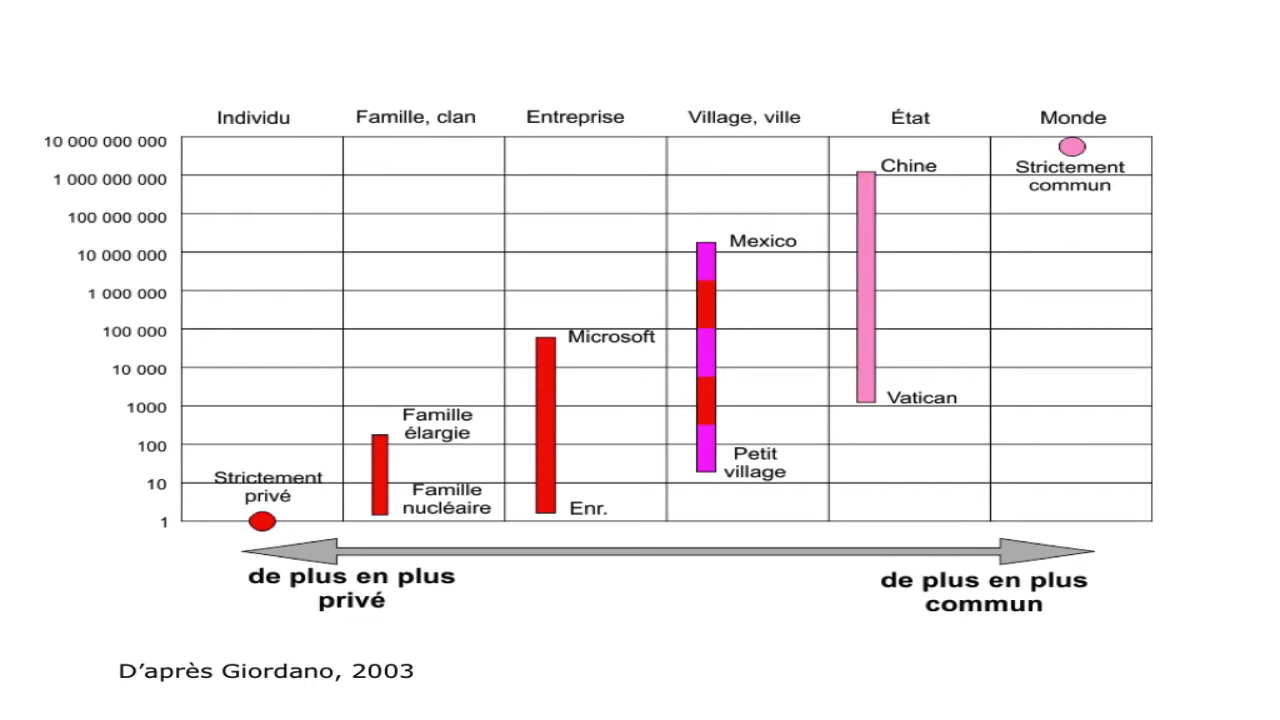 Individu
Famille, clan
Entreprise
Village, ville
État
Monde
10 000 000 000
1 000 000 000
100 000 000
10 000 000
1 000 000
100 000
10 000
1000
100
10
1
Strictement
privé
Famille
élargie
Famille
nucléaire
Microsoft
Enr.
Mexico
Petit
village
Chine
Vatican
Strictement
commun
de plus en plus
privé
de plus en plus
commun
D’après Giordano, 2003